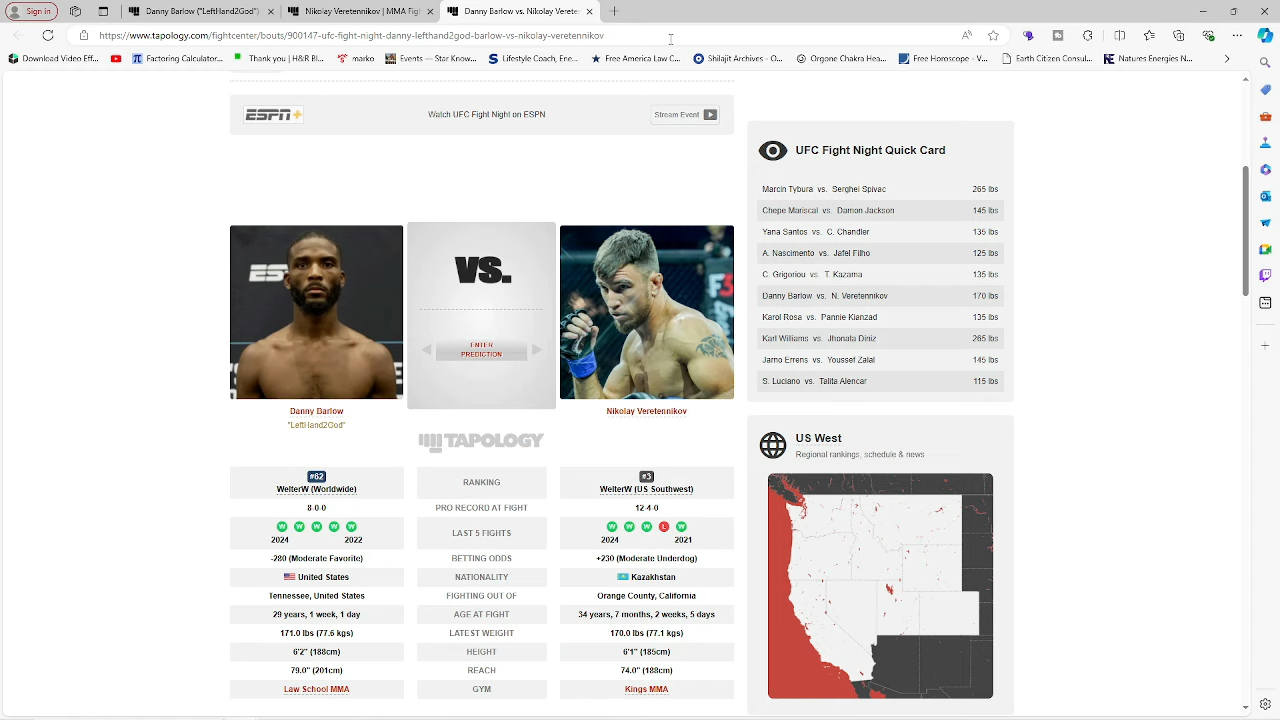 Sign in
Danny Barlow ("LeftHand2God")
Nikolay Veretennikov | MMA Figh
Danny Barlow vs. Nikolay Vereten
https://www.tapology.com/fightcenter/bouts/900147-ufc-fight-night-danny-lefthand2god-barlow-vs-nikolay-veretennikov
Download Video Eff...
Factoring Calculator...
Thank you | H&R Bl...
marko
Events — Star Know...
Lifestyle Score, Ence...
Free America Law C...
Shilajit Archives - O...
Orgone Chakra Hea...
Free Horoscope - V...
Earth Citizen Consul...
Natures Energies N...
ESPN+
Watch UFC Fight Night on ESPN
Stream Event
VS.
ENTER
PREDICTION
Danny Barlow
"LeftHand2God"
Nikolay Veretennikov
TAPOLOGY
#62
WelterW (Worldwide)
RANKING
#3
WelterW (US Southwest)
8-0-0
PRO RECORD AT FIGHT
12-4-0
W W W W W
2024 2022
LAST 5 FIGHTS
W W W L W
2024 2021
-280 (Moderate Favorite)
BETTING ODDS
+230 (Moderate Underdog)
United States
NATIONALITY
Kazakhstan
Tennessee, United States
FIGHTING OUT OF
Orange County, California
29 years, 1 week, 1 day
AGE AT FIGHT
34 years, 7 months, 2 weeks, 5 days
171.0 lbs (77.6 kgs)
LATEST WEIGHT
170.0 lbs (77.1 kgs)
6'2" (188cm)
HEIGHT
6'1" (185cm)
79.0" (201cm)
REACH
74.0" (188cm)
Law School MMA
GYM
Kings MMA
UFC Fight Night Quick Card
Marcin Tybura vs. Serghei Spivac 265 lbs
Chepe Mariscal vs. Damon Jackson 145 lbs
Yana Santos vs. C. Chandler 135 lbs
A. Nascimento vs. Jafel Filho 125 lbs
C. Grigoriou vs. T. Kazama 135 lbs
Danny Barlow vs. N. Veretennikov 170 lbs
Karol Rosa vs. Pannie Kianzad 135 lbs
Karl Williams vs. Jhonata Diniz 265 lbs
Jarno Errens vs. Youssef Zalal 145 lbs
S. Luciano vs. Talita Alencar 115 lbs
US West
Regional rankings, schedule & news